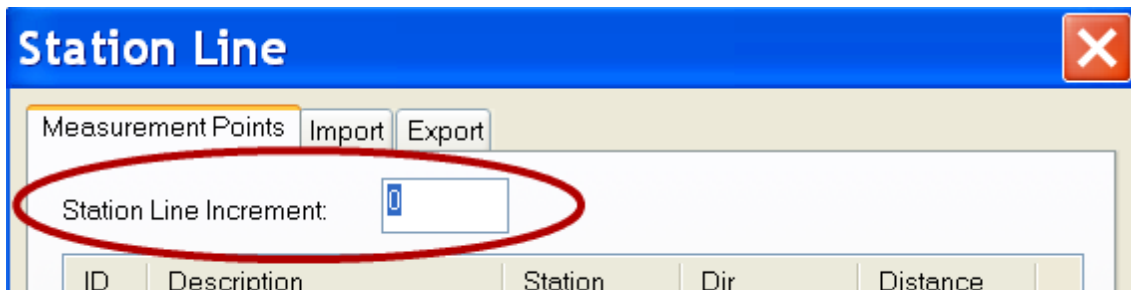 Station Line
Measurement Points Import Export
Station Line Increment: 0
ID Description Station Dir Distance